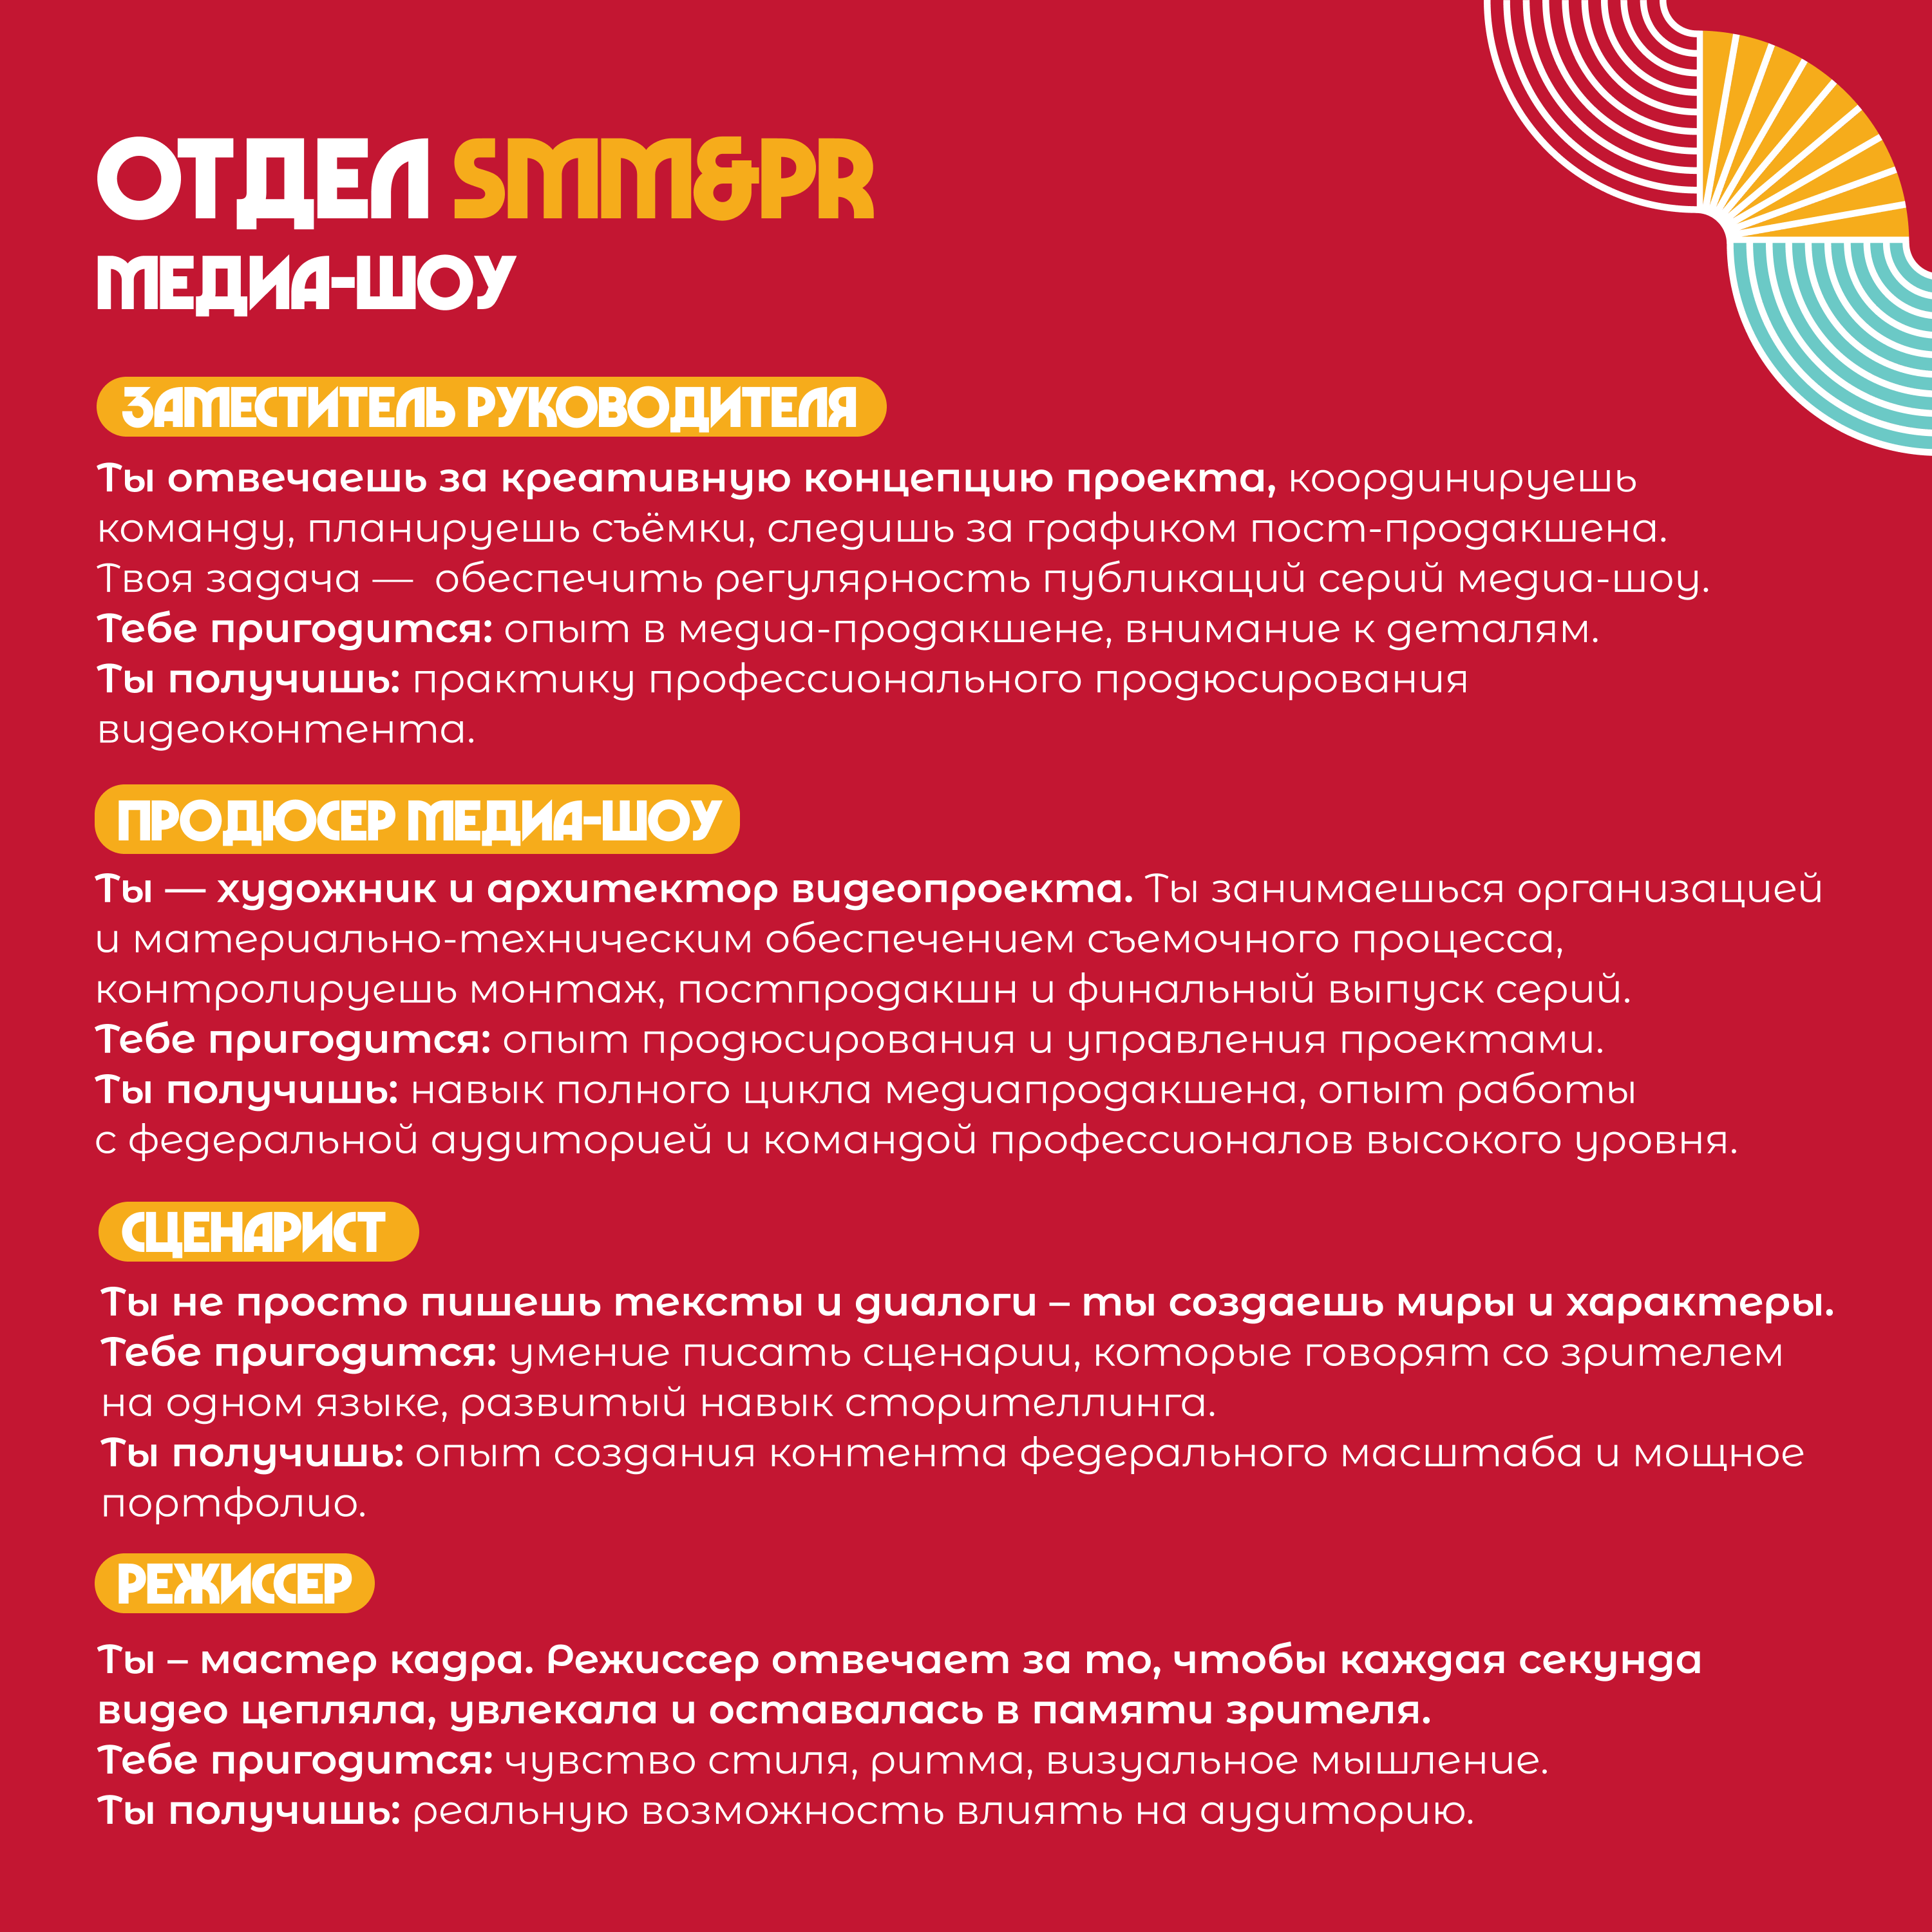 ОТДЕЛ SMM&PR
МЕДИА-ШОУ
ЗАМЕСТИТЕЛЬ РУКОВОДИТЕЛЯ
Ты отвечаешь за креативную концепцию проекта, координируешь
команду, планируешь съёмки, следишь за графиком пост-продакшена.
Твоя задача — обеспечить регулярность публикаций серий медиа-шоу.
Тебе пригодится: опыт в медиа-продакшене, внимание к деталям.
Ты получишь: практику профессионального продюсирования
видеоконтента.
ПРОДЮСЕР МЕДИА-ШОУ
Ты — художник и архитектор видеопроекта. Ты занимаешься организацией
и материально-техническим обеспечением съемочного процесса,
контролируешь монтаж, постпродакшн и финальный выпуск серий.
Тебе пригодится: опыт продюсирования и управления проектами.
Ты получишь: навык полного цикла медиапродакшена, опыт работы
с федеральной аудиторией и командой профессионалов высокого уровня.
СЦЕНАРИСТ
Ты не просто пишешь тексты и диалоги – ты создаешь миры и характеры.
Тебе пригодится: умение писать сценарии, которые говорят со зрителем
на одном языке, развитый навык сторителлинга.
Ты получишь: опыт создания контента федерального масштаба и мощное
портфолио.
РЕЖИССЕР
Ты – мастер кадра. Режиссер отвечает за то, чтобы каждая секунда
видео цепляла, увлекала и оставалась в памяти зрителя.
Тебе пригодится: чувство стиля, ритма, визуальное мышление.
Ты получишь: реальную возможность влиять на аудиторию.